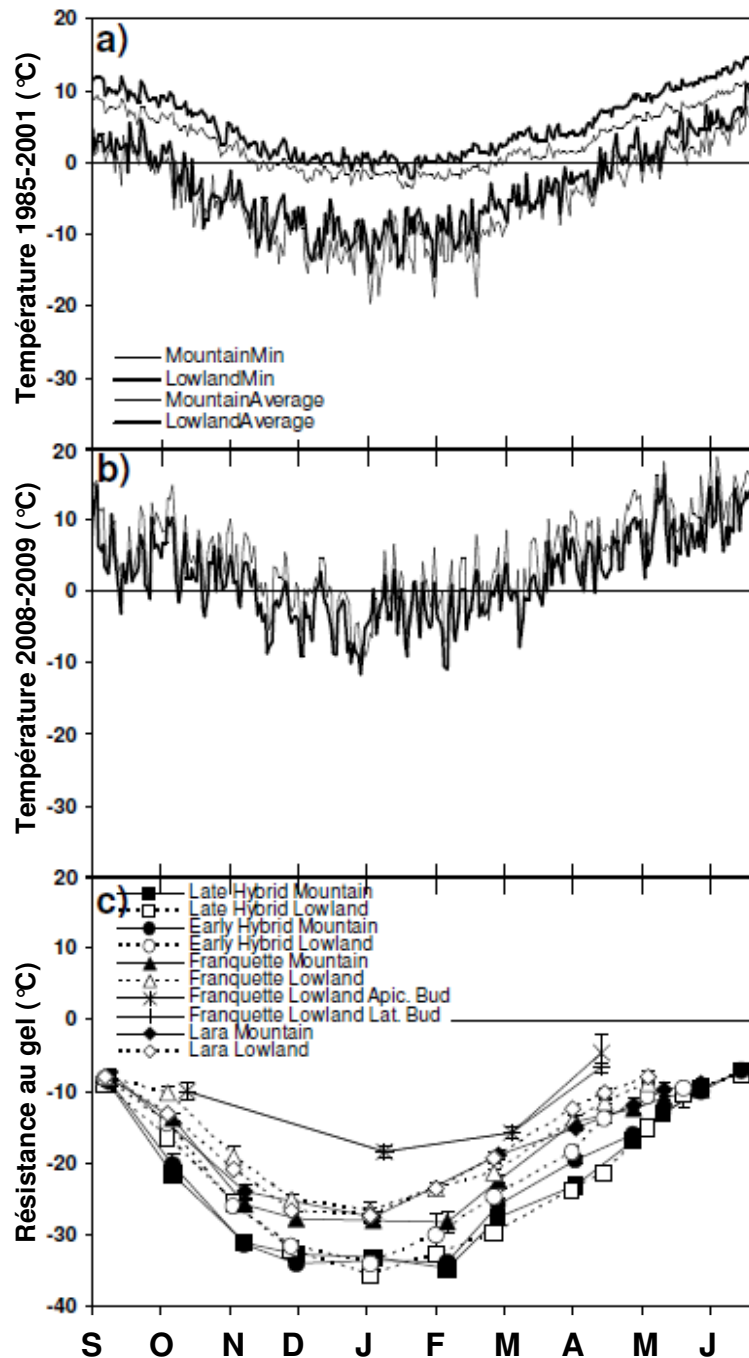 20
a)
10
0
-10
-20
-30
Température 1985-2001 (°C)
MountainMin
LowlandMin
MountainAverage
LowlandAverage
20
b)
10
0
-10
-20
-30
Température 2008-2009 (°C)
20
c)
10
0
-10
-20
-30
-40
Résistance au gel (°C)
Late Hybrid Mountain
Late Hybrid Lowland
Early Hybrid Mountain
Early Hybrid Lowland
Franquette Mountain
Franquette Lowland
Franquette Lowland Apic. Bud
Franquette Lowland Lat. Bud
Lara Mountain
Lara Lowland
S O N D J F M A M J